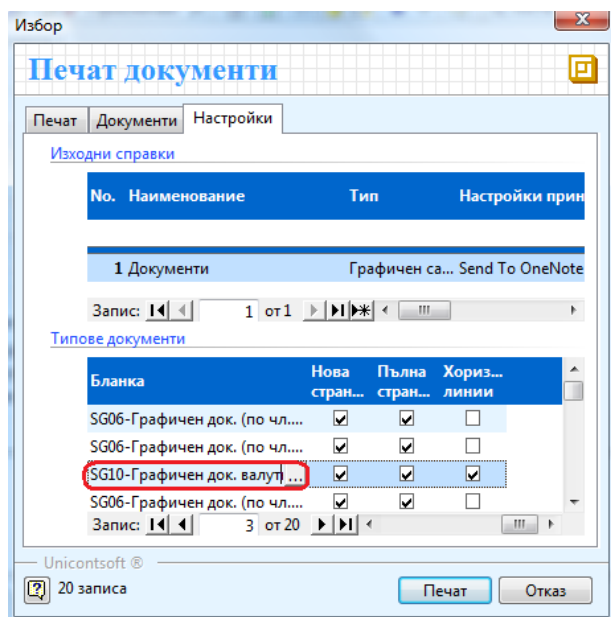 Избор
Печат документи
Печат Документи Настройки
Изходни справки
No. Наименование Тип Настройки прин
1 Документи Графичен са... Send To OneNote
Запис: 1 от 1
Типове документи
Бланка Нова стран... Пълна стран... Хориз... линии
SG06-Графичен док. (по чл....
SG06-Графичен док. (по чл....
SG10-Графичен док. валут ...
SG06-Графичен док. (по чл....
Запис: 3 от 20
Unicontsoft ®
20 записа Печат Отказ